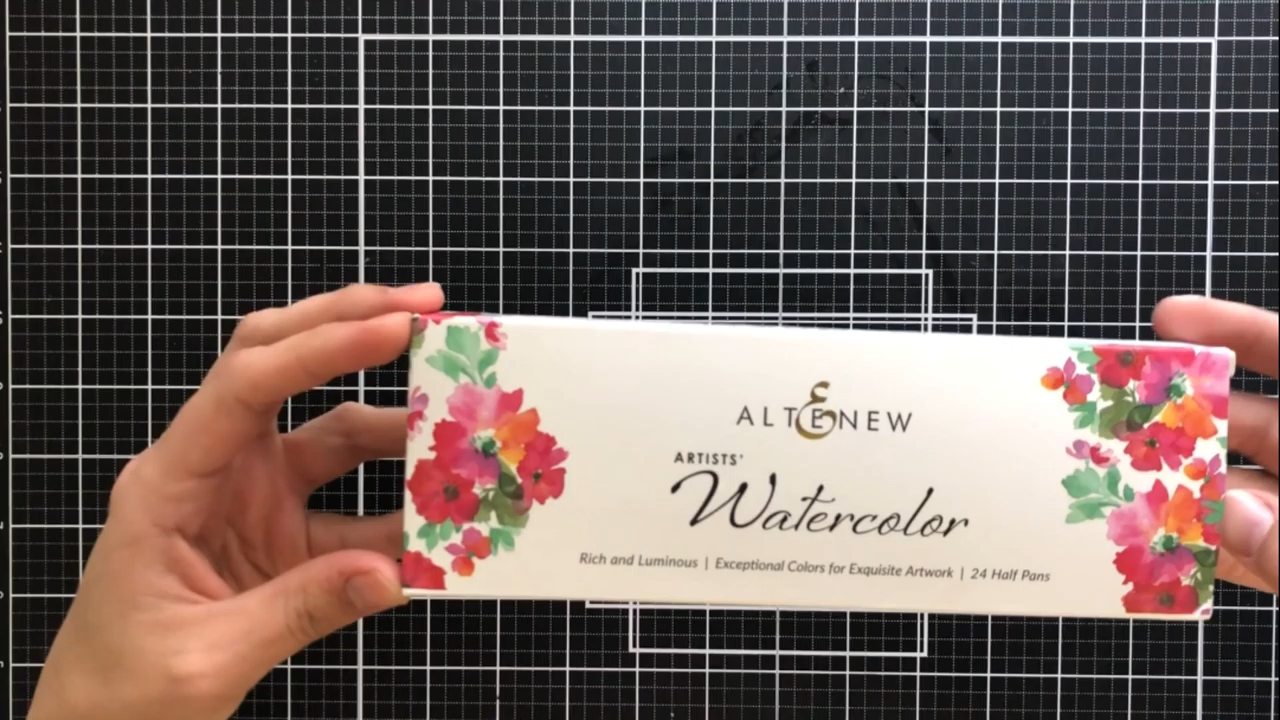 ALTENEW
ARTISTS'
Watercolor
Rich and Luminous | Exceptional Colors for Exquisite Artwork | 24 Half Pans